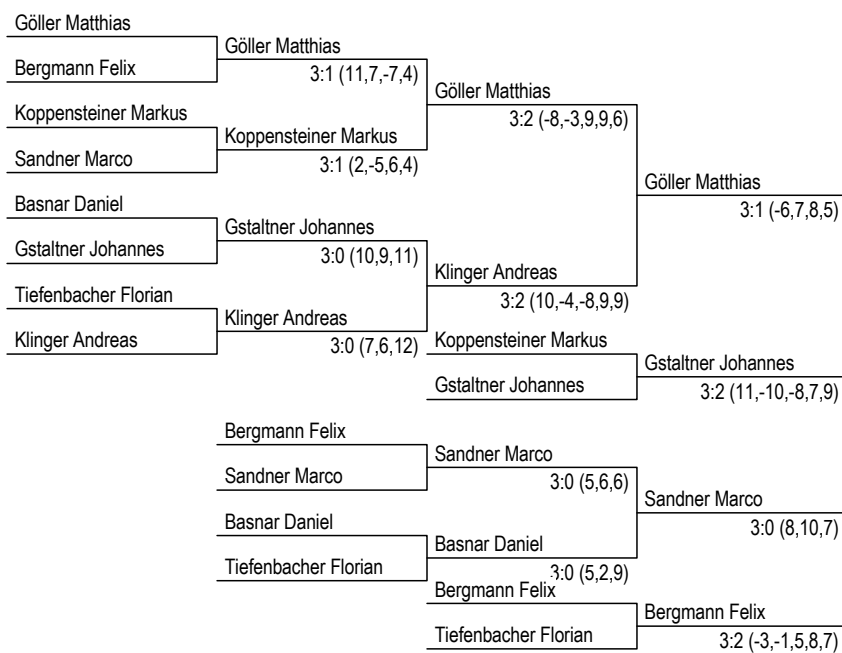 Göller Matthias
Göller Matthias
Bergmann Felix
3:1 (11,7,-7,4)
Göller Matthias
Koppensteiner Markus
3:2 (-8,-3,9,9,6)
Koppensteiner Markus
Sandner Marco
3:1 (2,-5,6,4)
Göller Matthias
Basnar Daniel
3:1 (-6,7,8,5)
Gstaltner Johannes
Gstaltner Johannes
3:0 (10,9,11)
Klinger Andreas
Tiefenbacher Florian
3:2 (10,-4,-8,9,9)
Klinger Andreas
Klinger Andreas
3:0 (7,6,12)
Koppensteiner Markus
Gstaltner Johannes
Gstaltner Johannes
3:2 (11,-10,-8,7,9)
Bergmann Felix
Sandner Marco
Sandner Marco
3:0 (5,6,6)
Sandner Marco
Basnar Daniel
3:0 (8,10,7)
Basnar Daniel
Tiefenbacher Florian
3:0 (5,2,9)
Bergmann Felix
Bergmann Felix
Tiefenbacher Florian
3:2 (-3,-1,5,8,7)